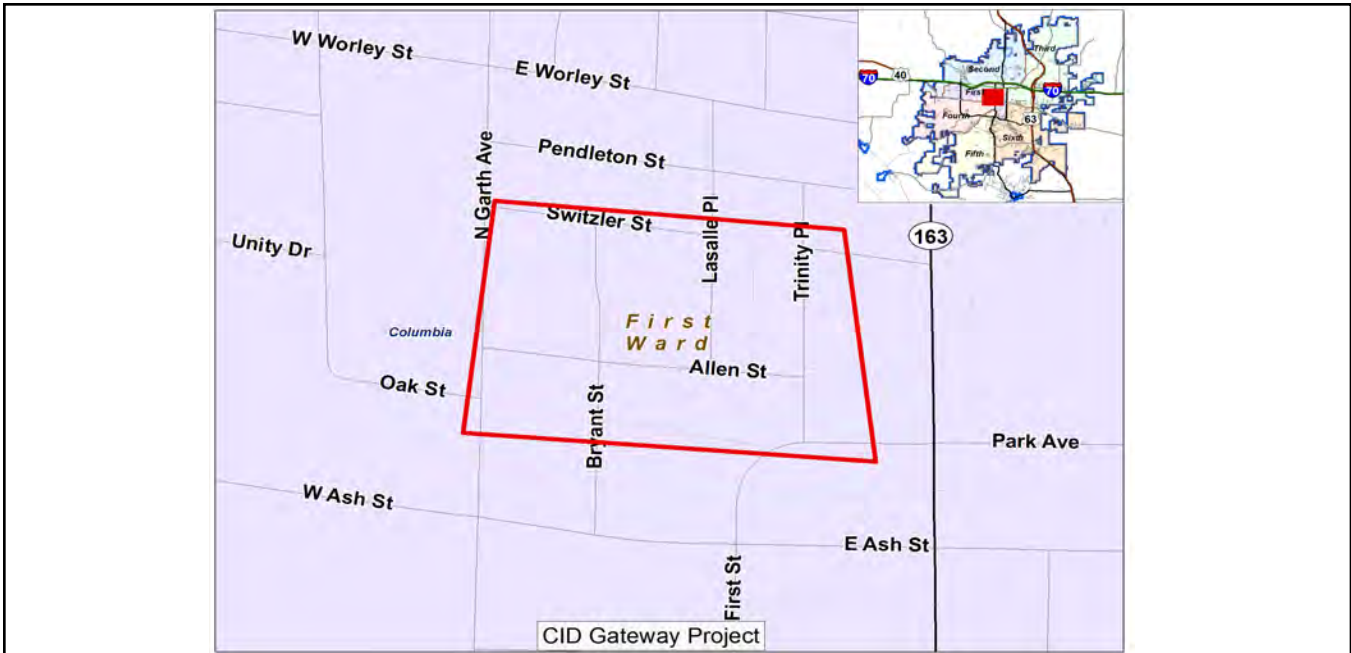 W Worley St
E Worley St
Third
Second
40
70
First
70
Fourth
63
Sixth
Fifth
N Garth Ave
Pendleton St
Switzler St
Lasalle Pl
Trinity Pl
163
Unity Dr
Columbia
First
Ward
Allen St
Oak St
Bryant St
Park Ave
W Ash St
E Ash St
First St
CID Gateway Project